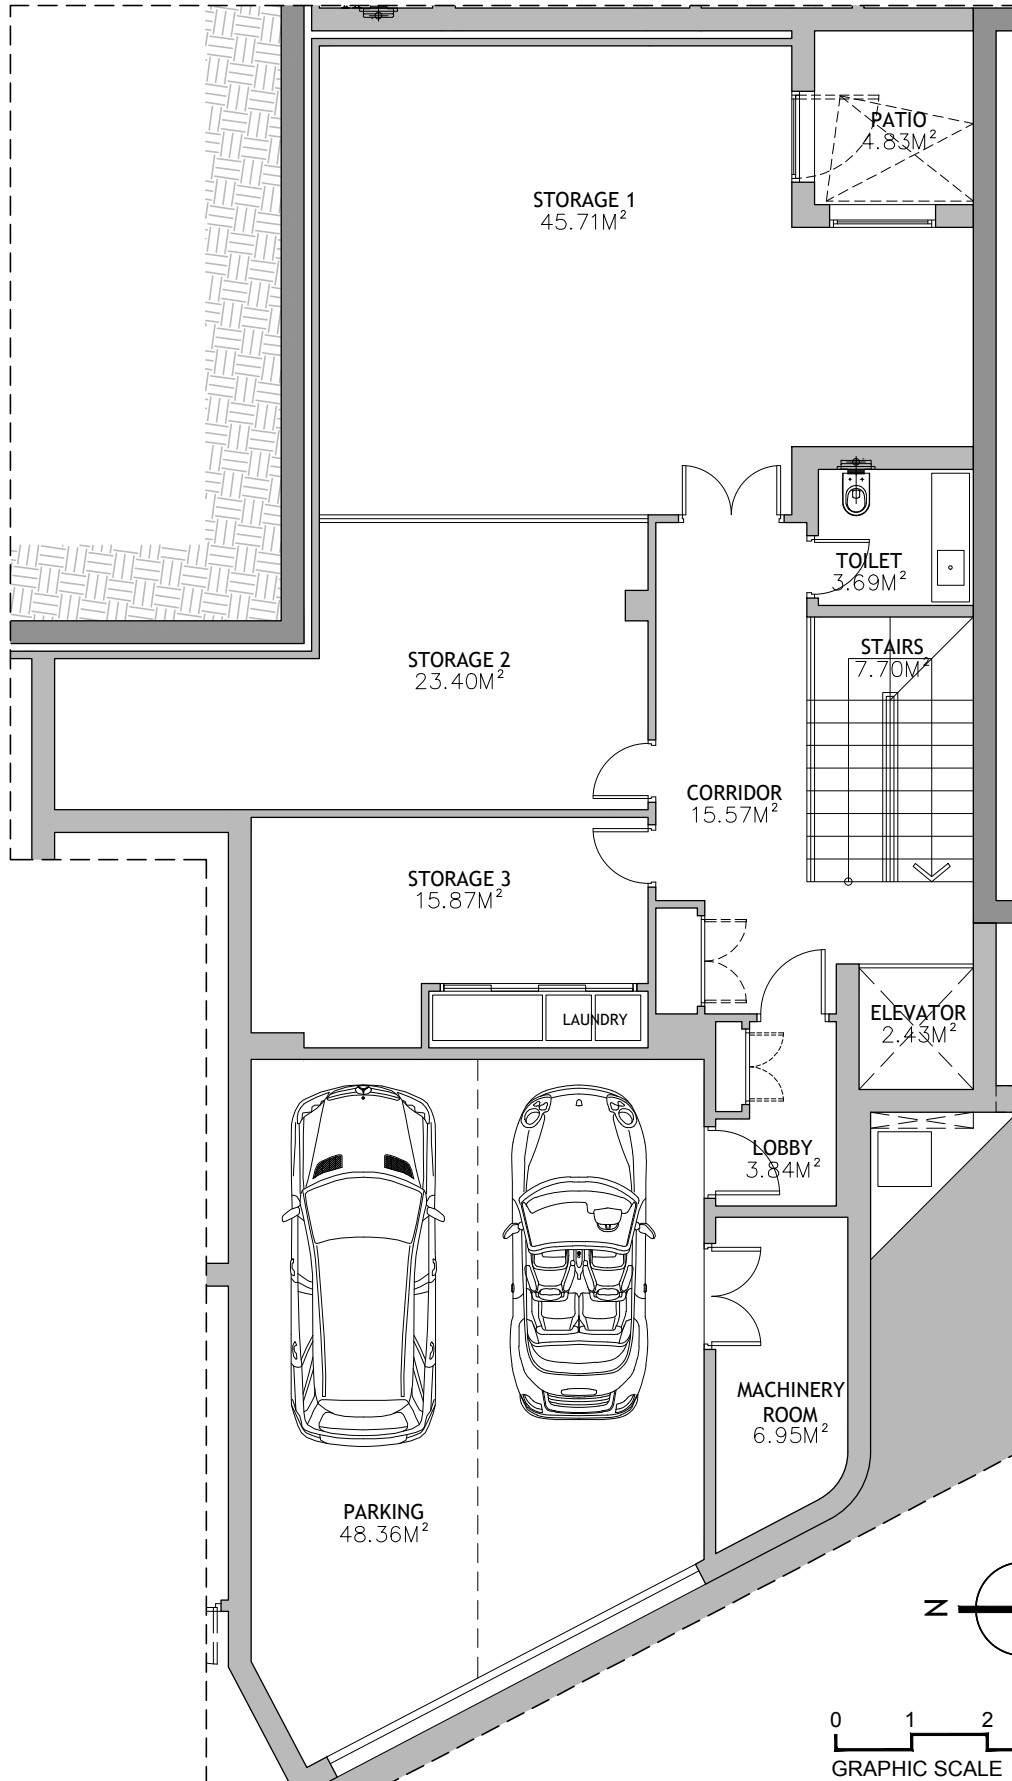 PATIO
4.83M²
STORAGE 1
45.71M²
TOILET
3.69M²
STAIRS
7.70M²
STORAGE 2
23.40M²
CORRIDOR
15.57M²
STORAGE 3
15.87M²
LAUNDRY
ELEVATOR
2.43M²
LOBBY
3.84M²
MACHINERY
ROOM
6.95M²
PARKING
48.36M²
N
0 1 2
GRAPHIC SCALE